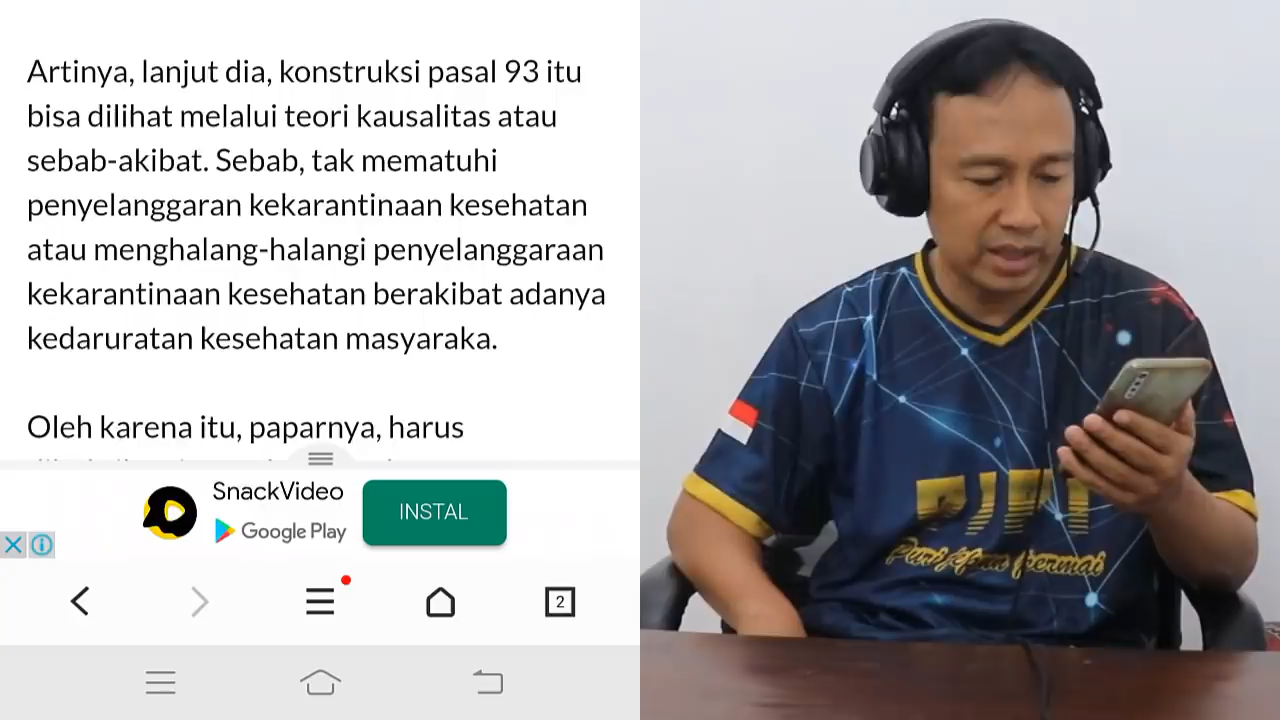 Artinya, lanjut dia, konstruksi pasal 93 itu
bisa dilihat melalui teori kausalitas atau
sebab-akibat. Sebab, tak mematuhi
penyelanggaran kekarantinaan kesehatan
atau menghalang-halangi penyelanggaraan
kekarantinaan kesehatan berakibat adanya
kedaruratan kesehatan masyaraka.
Oleh karena itu, paparnya, harus
SnackVideo
Google Play
INSTAL
2